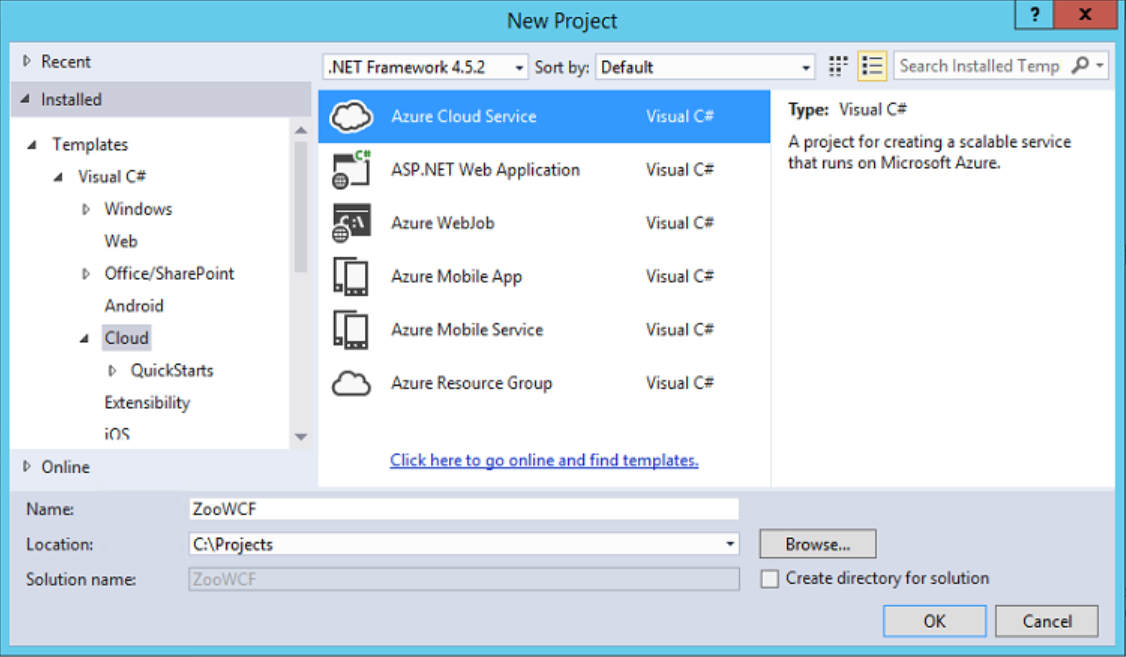 New Project
?
x
Recent
.NET Framework 4.5.2 Sort by: Default Search Installed Temp
Installed
Templates
Visual C#
Windows
Web
Office/SharePoint
Android
Cloud
QuickStarts
Extensibility
iOS
Online
Azure Cloud Service Visual C#
C#
ASP.NET Web Application Visual C#
C:\
Azure WebJob Visual C#
Azure Mobile App Visual C#
Azure Mobile Service Visual C#
Azure Resource Group Visual C#
Click here to go online and find templates.
Type: Visual C#
A project for creating a scalable service
that runs on Microsoft Azure.
Name: ZooWCF
Location: C:\Projects Browse...
Solution name: ZooWCF Create directory for solution
OK Cancel